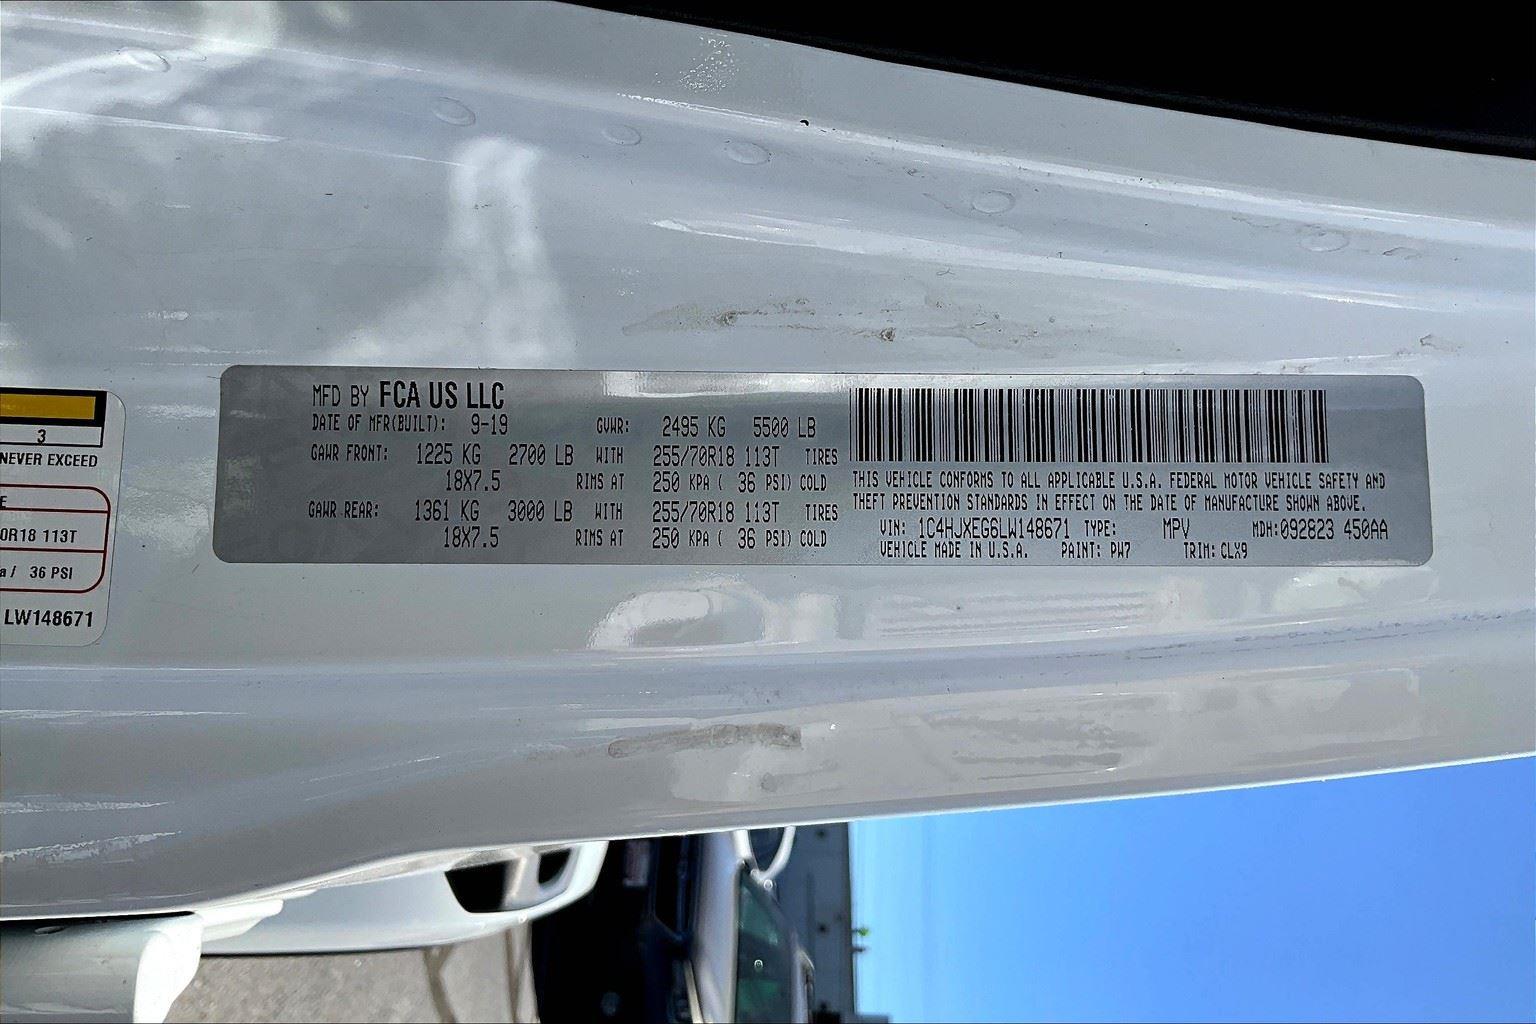 3
NEVER EXCEED
E
0R18 113T
a / 36 PSI
LW148671
MFD BY FCA US LLC
DATE OF MFR(BUILT): 9-19 GVWR: 2495 KG 5500 LB
GAWR FRONT: 1225 KG 2700 LB WITH 255/70R18 113T TIRES
18X7.5 RIMS AT 250 KPA ( 36 PSI) COLD
GAWR REAR: 1361 KG 3000 LB WITH 255/70R18 113T TIRES
18X7.5 RIMS AT 250 KPA ( 36 PSI) COLD
THIS VEHICLE CONFORMS TO ALL APPLICABLE U.S.A. FEDERAL MOTOR VEHICLE SAFETY AND
THEFT PREVENTION STANDARDS IN EFFECT ON THE DATE OF MANUFACTURE SHOWN ABOVE.
VIN: 1C4HJXEG6LW148671 TYPE: MPV MDH:092823 450AA
VEHICLE MADE IN U.S.A. PAINT: PW7 TRIM: CLX9